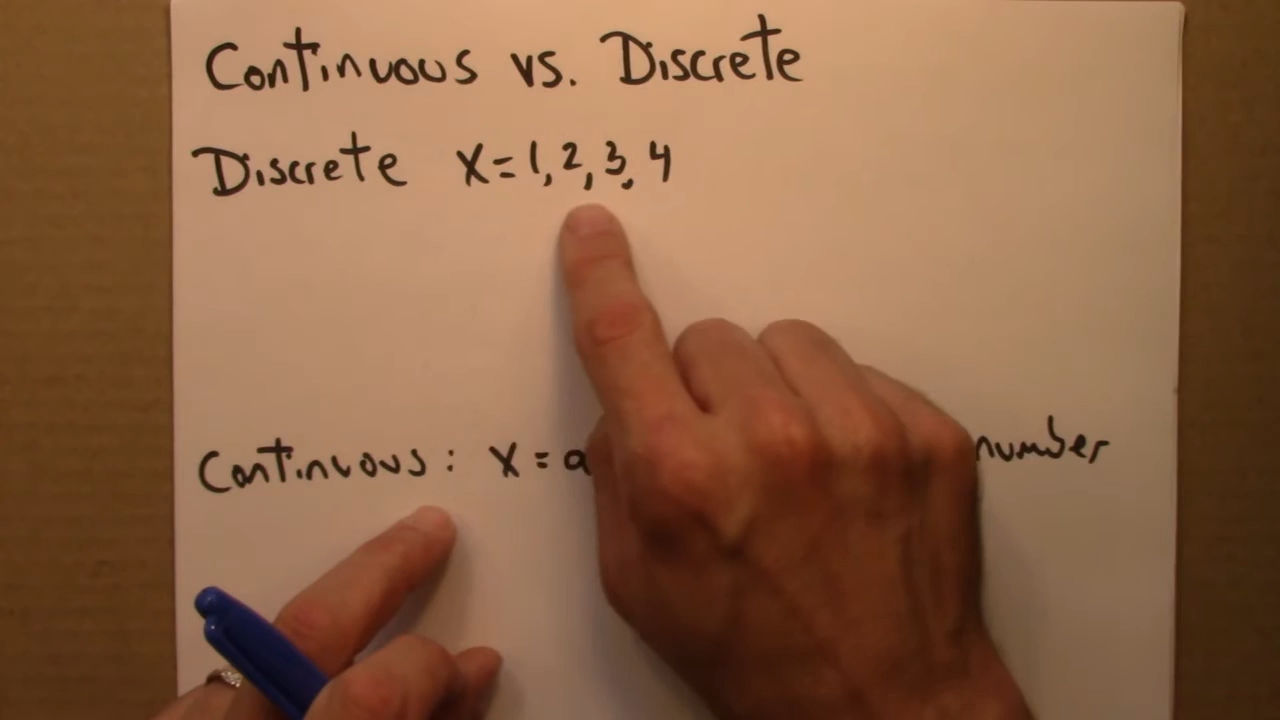 Continuous vs. Discrete
Discrete X=1,2,3,4
Continuous: X=a number